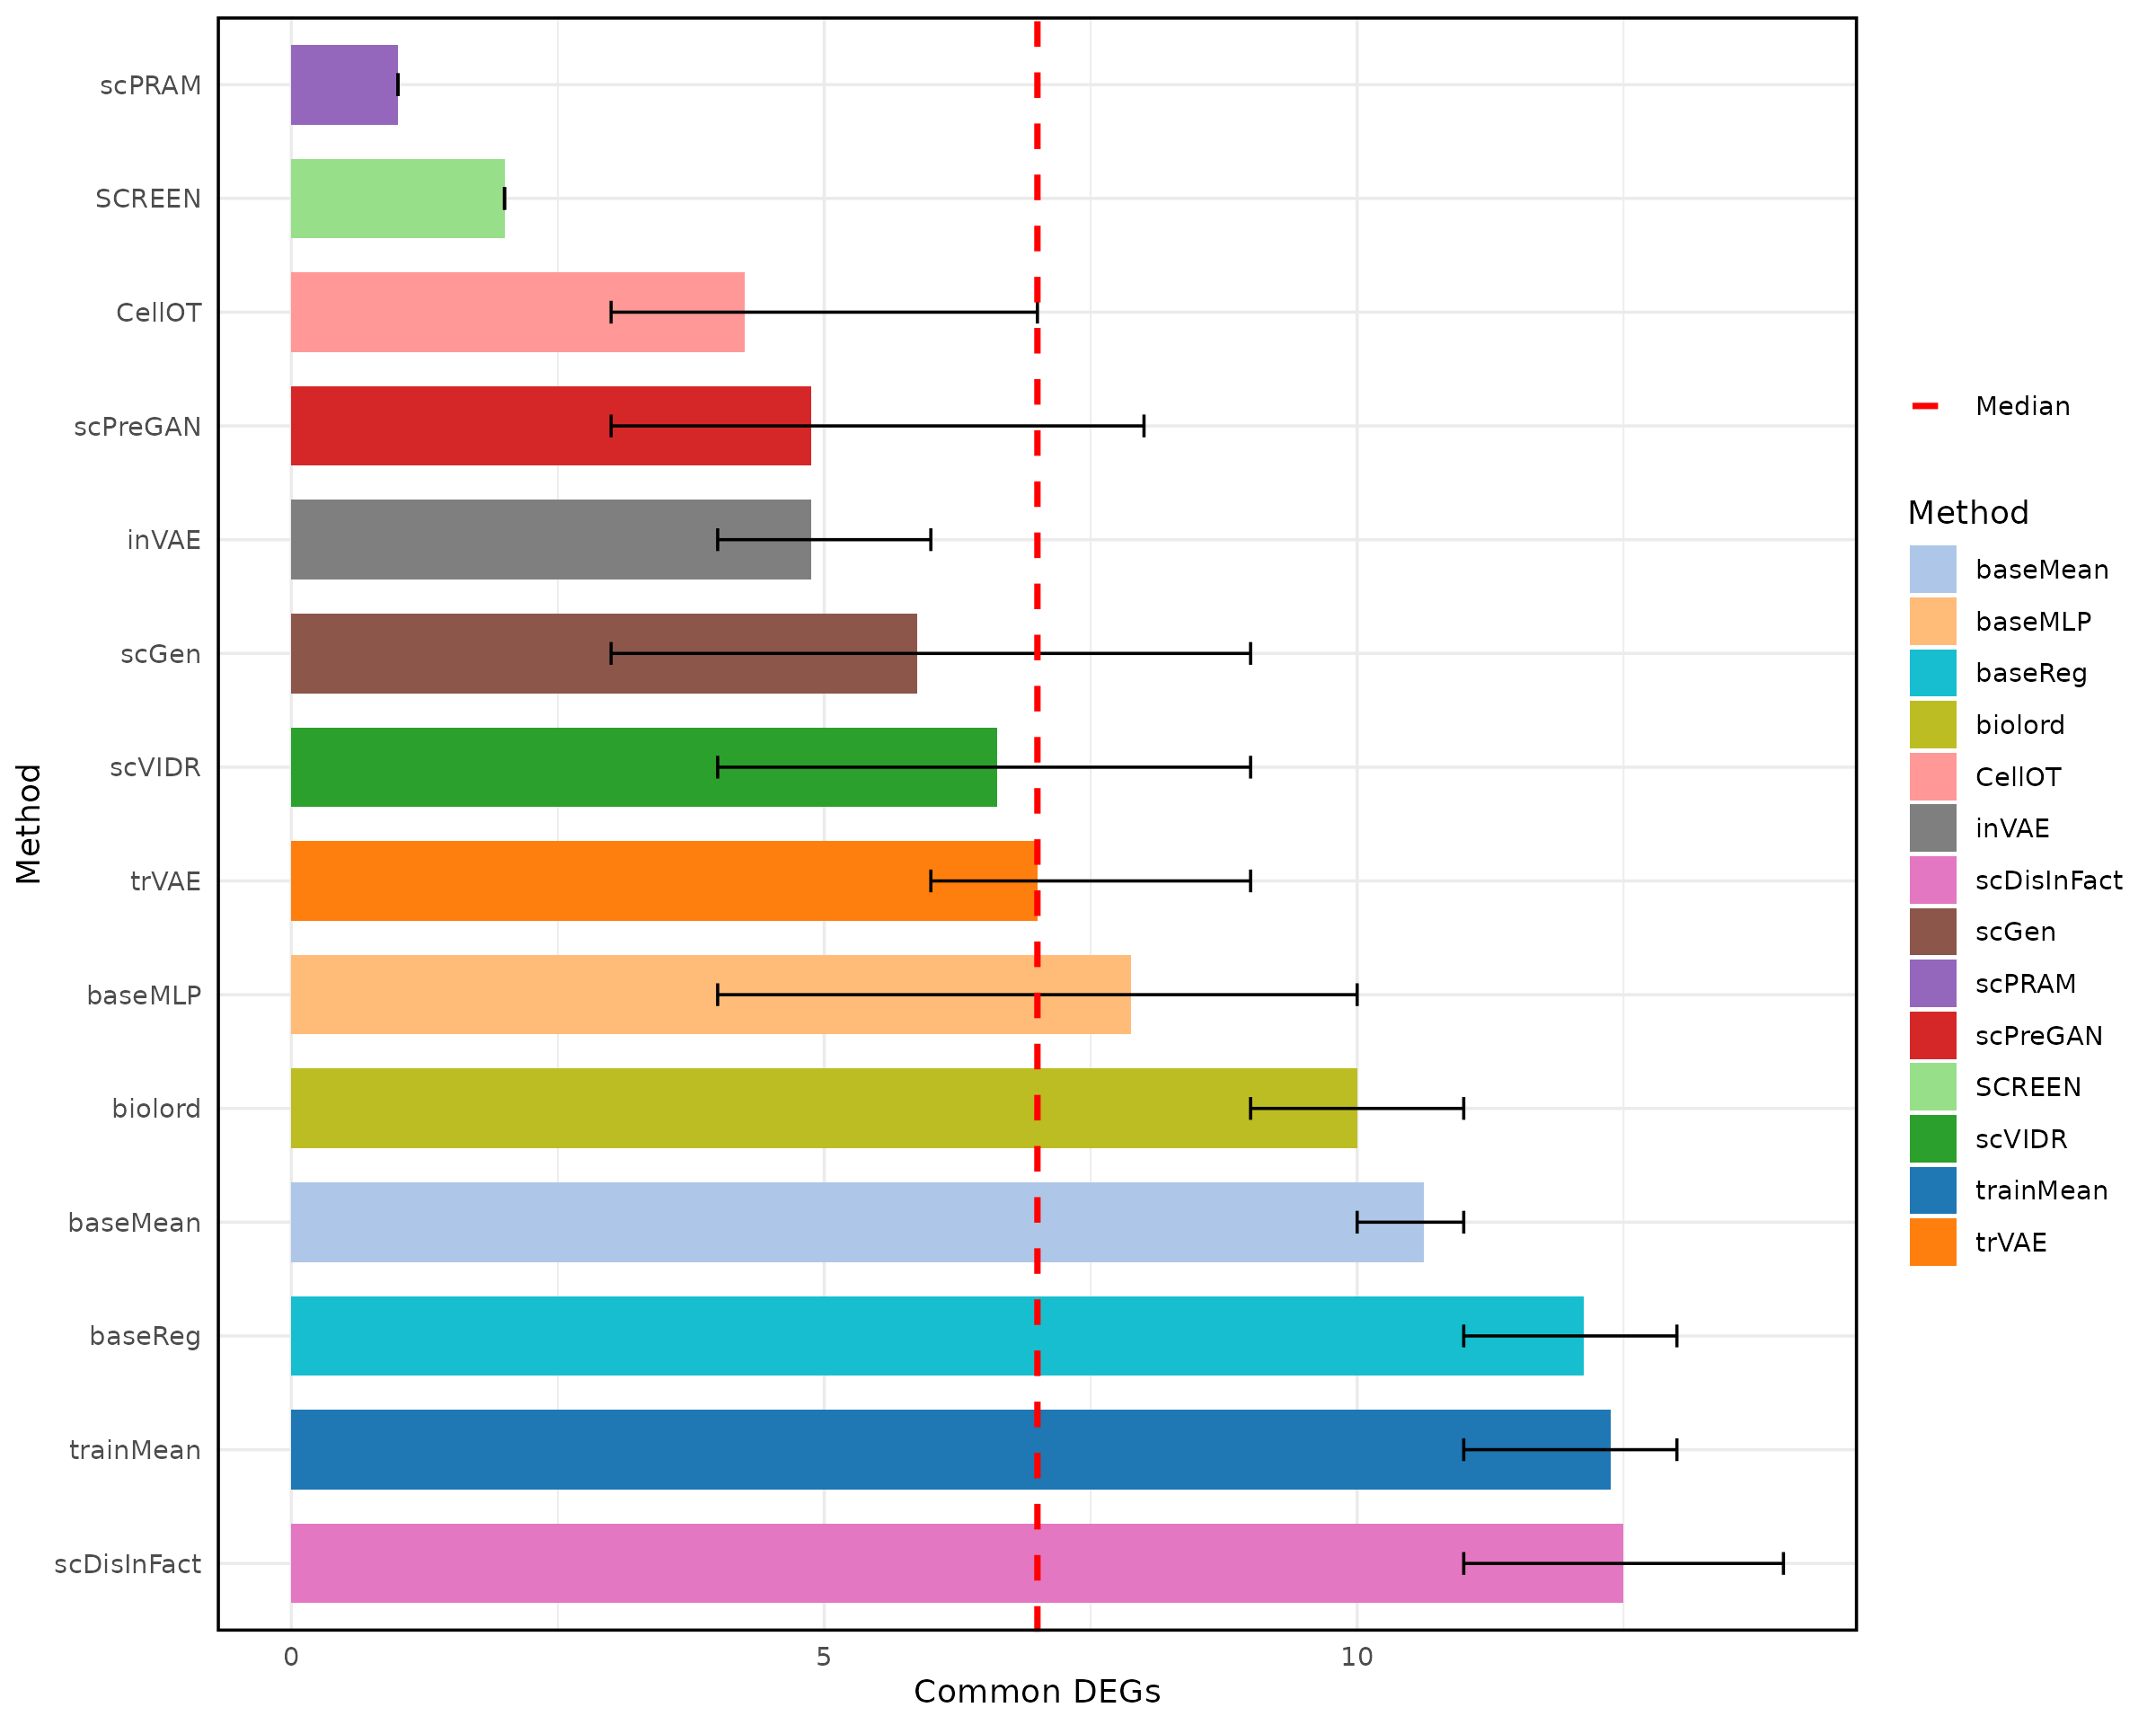 scPRAM
SCREEN
CellOT
scPreGAN
inVAE
scGen
scVIDR
trVAE
baseMLP
biolord
baseMean
baseReg
trainMean
scDisInFact
Method
0 5 10
Common DEGs
Median
Method
baseMean
baseMLP
baseReg
biolord
CellOT
inVAE
scDisInFact
scGen
scPRAM
scPreGAN
SCREEN
scVIDR
trainMean
trVAE